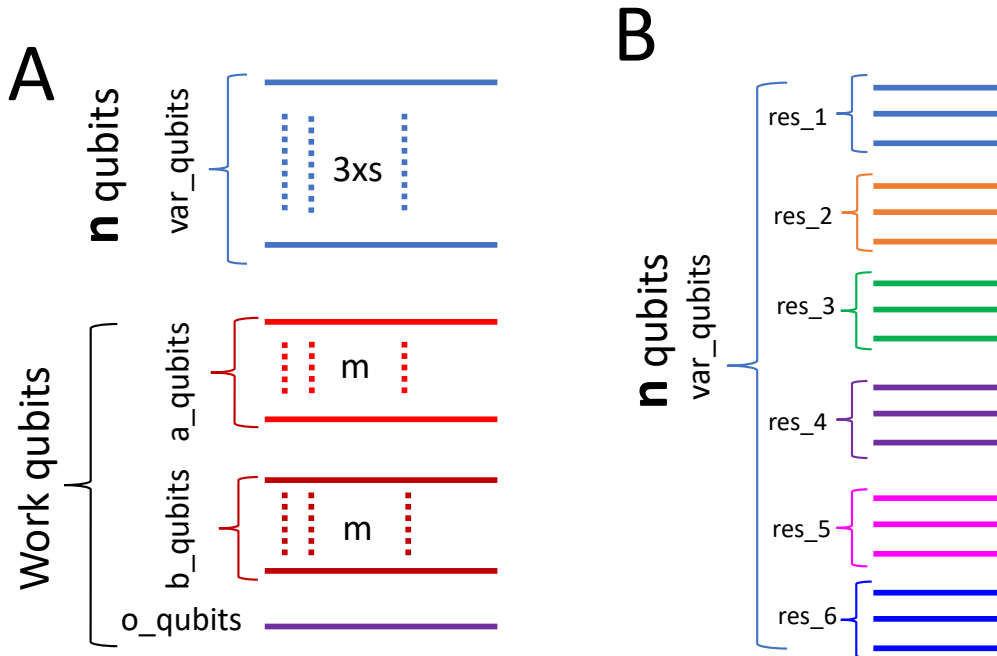 A
n qubits
var_qubits
3xs
Work qubits
a_qubits
m
b_qubits
m
o_qubits
B
n qubits
var_qubits
res_1
res_2
res_3
res_4
res_5
res_6